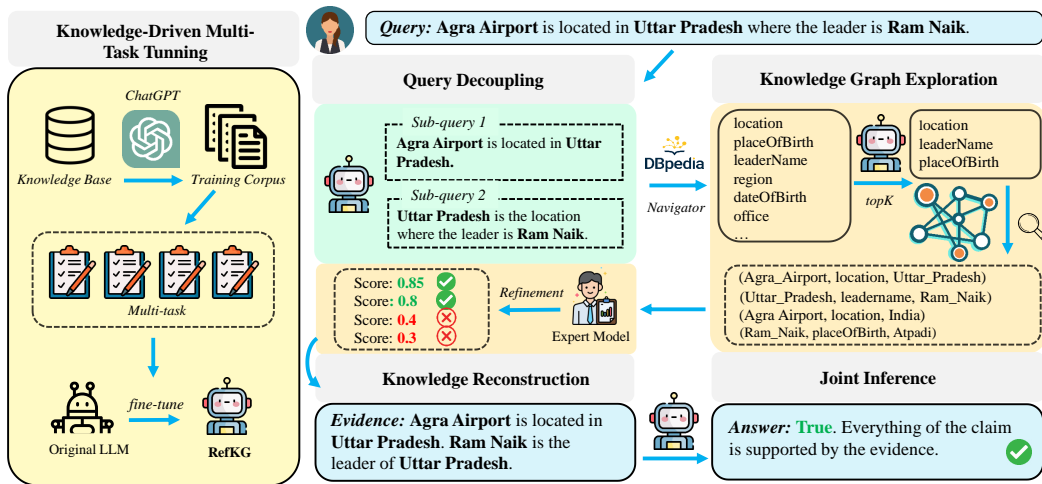 Knowledge-Driven Multi-
Task Tunning
ChatGPT
Knowledge Base
Training Corpus
Multi-task
fine-tune
Original LLM
RefKG
Query: Agra Airport is located in Uttar Pradesh where the leader is Ram Naik.
Query Decoupling
Sub-query 1
Agra Airport is located in Uttar
Pradesh.
Sub-query 2
Uttar Pradesh is the location
where the leader is Ram Naik.
DBpedia
Navigator
Knowledge Graph Exploration
location
placeOfBirth
leaderName
region
dateOfBirth
office
...
topK
location
leaderName
placeOfBirth
(Agra_Airport, location, Uttar_Pradesh)
(Uttar_Pradesh, leadername, Ram_Naik)
(Agra Airport, location, India)
(Ram_Naik, placeOfBirth, Atpadi)
Expert Model
Refinement
Score: 0.85
Score: 0.8
Score: 0.4
Score: 0.3
Knowledge Reconstruction
Evidence: Agra Airport is located in
Uttar Pradesh. Ram Naik is the
leader of Uttar Pradesh.
Joint Inference
Answer: True. Everything of the claim
is supported by the evidence.